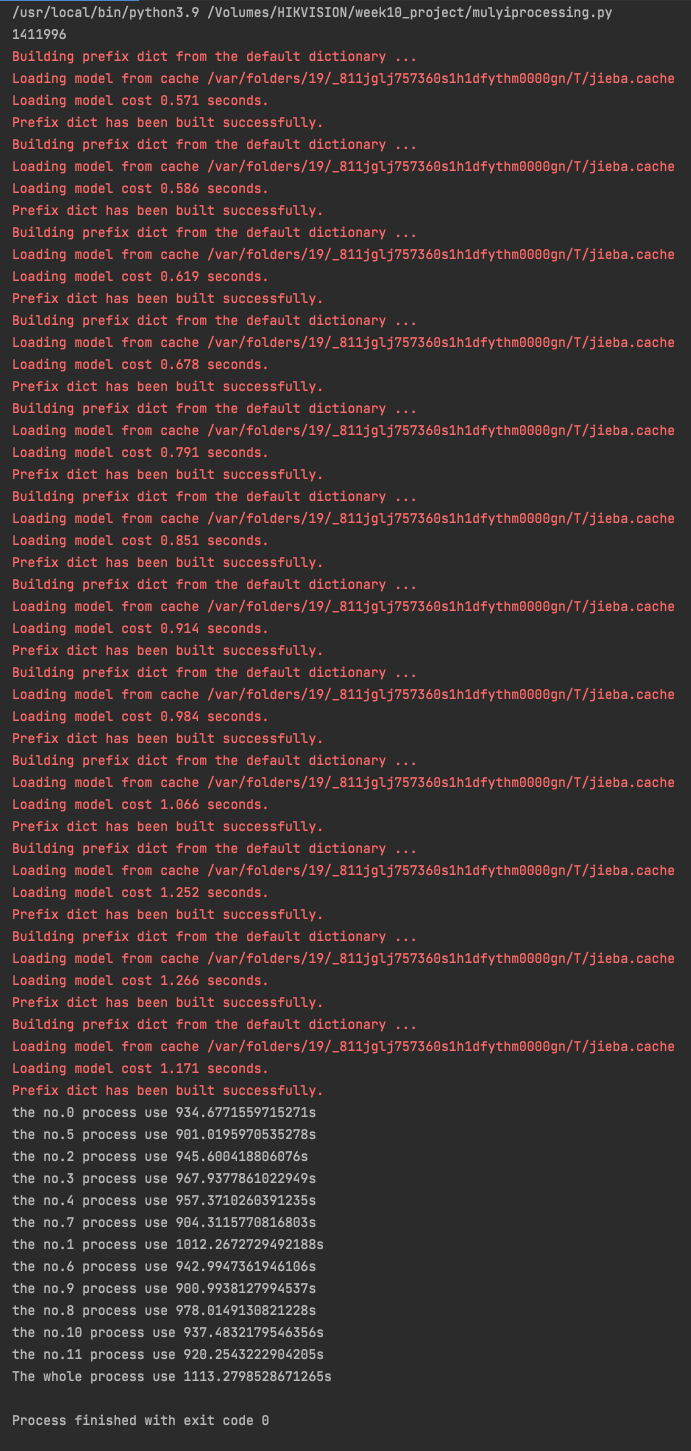 /usr/local/bin/python3.9 /Volumes/HIKVISION/week10_project/mulyiprocessing.py
1411996
Building prefix dict from the default dictionary ...
Loading model from cache /var/folders/19/_811jglj757360s1h1dfythm0000gn/T/jieba.cache
Loading model cost 0.571 seconds.
Prefix dict has been built successfully.
Building prefix dict from the default dictionary ...
Loading model from cache /var/folders/19/_811jglj757360s1h1dfythm0000gn/T/jieba.cache
Loading model cost 0.586 seconds.
Prefix dict has been built successfully.
Building prefix dict from the default dictionary ...
Loading model from cache /var/folders/19/_811jglj757360s1h1dfythm0000gn/T/jieba.cache
Loading model cost 0.619 seconds.
Prefix dict has been built successfully.
Building prefix dict from the default dictionary ...
Loading model from cache /var/folders/19/_811jglj757360s1h1dfythm0000gn/T/jieba.cache
Loading model cost 0.678 seconds.
Prefix dict has been built successfully.
Building prefix dict from the default dictionary ...
Loading model from cache /var/folders/19/_811jglj757360s1h1dfythm0000gn/T/jieba.cache
Loading model cost 0.791 seconds.
Prefix dict has been built successfully.
Building prefix dict from the default dictionary ...
Loading model from cache /var/folders/19/_811jglj757360s1h1dfythm0000gn/T/jieba.cache
Loading model cost 0.851 seconds.
Prefix dict has been built successfully.
Building prefix dict from the default dictionary ...
Loading model from cache /var/folders/19/_811jglj757360s1h1dfythm0000gn/T/jieba.cache
Loading model cost 0.914 seconds.
Prefix dict has been built successfully.
Building prefix dict from the default dictionary ...
Loading model from cache /var/folders/19/_811jglj757360s1h1dfythm0000gn/T/jieba.cache
Loading model cost 0.984 seconds.
Prefix dict has been built successfully.
Building prefix dict from the default dictionary ...
Loading model from cache /var/folders/19/_811jglj757360s1h1dfythm0000gn/T/jieba.cache
Loading model cost 1.066 seconds.
Prefix dict has been built successfully.
Building prefix dict from the default dictionary ...
Loading model from cache /var/folders/19/_811jglj757360s1h1dfythm0000gn/T/jieba.cache
Loading model cost 1.252 seconds.
Prefix dict has been built successfully.
Building prefix dict from the default dictionary ...
Loading model from cache /var/folders/19/_811jglj757360s1h1dfythm0000gn/T/jieba.cache
Loading model cost 1.266 seconds.
Prefix dict has been built successfully.
Building prefix dict from the default dictionary ...
Loading model from cache /var/folders/19/_811jglj757360s1h1dfythm0000gn/T/jieba.cache
Loading model cost 1.171 seconds.
Prefix dict has been built successfully.
the no.0 process use 934.6771559715271s
the no.5 process use 901.0195970535278s
the no.2 process use 945.600418806076s
the no.3 process use 967.9377861022949s
the no.4 process use 957.3710260391235s
the no.7 process use 904.3115770816803s
the no.1 process use 1012.2672729492188s
the no.6 process use 942.9947361946106s
the no.9 process use 900.9938127994537s
the no.8 process use 978.0149130821228s
the no.10 process use 937.4832179546356s
the no.11 process use 920.2543222904205s
The whole process use 1113.2798528671265s
Process finished with exit code 0